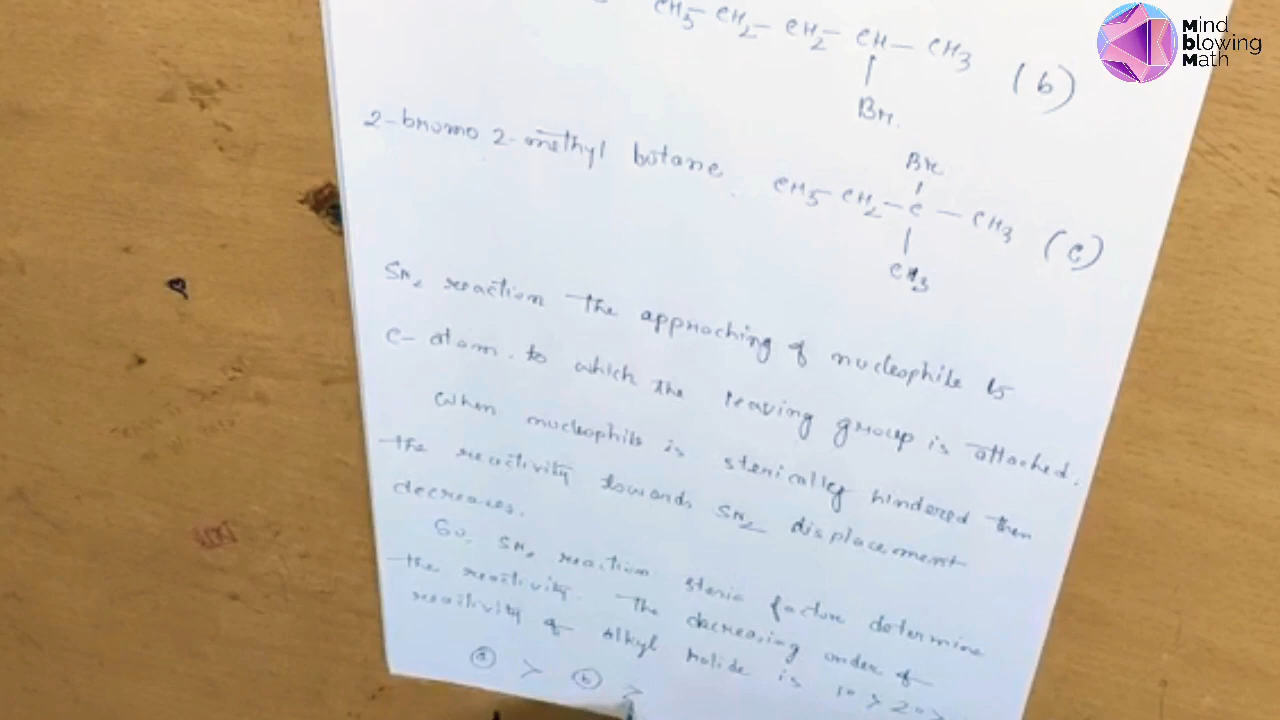 CH3 - CH2 - CH2 - CH - CH3 (b)
|
Br.
2-bromo 2-methyl butane.
Br
|
CH3 - CH2 - C - CH3 (c)
|
CH3
SN2 reaction the approching of nucleophile is
C- atom. to which the leaving group is attached.
When nucleophile is sterically hindered then
the reactivity towards SN2 displacement
decreases.
So, SN2 reaction steric factore determine
the reactivity. The decreasing order of
reactivity of alkyl halide is 1° > 2° >
(a) > (b) >
Mind
blowing
Math